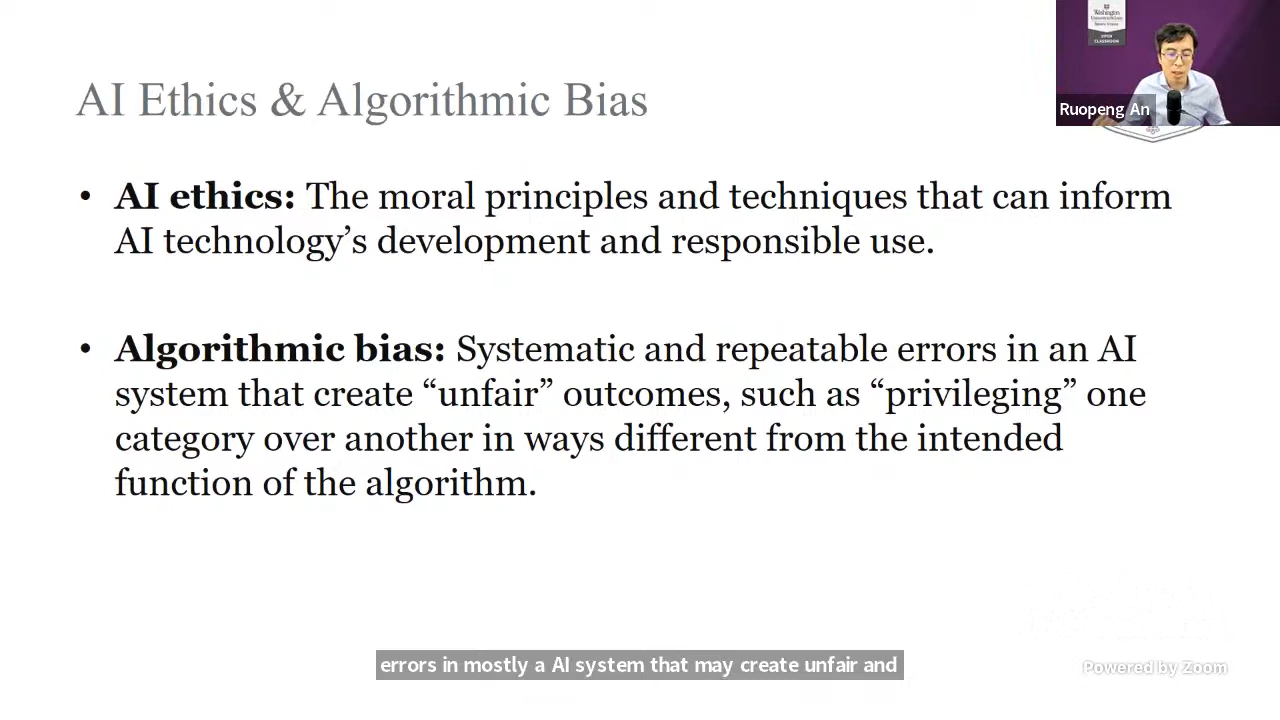 Washington
OPEN
CLASSROOM
AI Ethics & Algorithmic Bias
Ruopeng An
• AI ethics: The moral principles and techniques that can inform
AI technology’s development and responsible use.
• Algorithmic bias: Systematic and repeatable errors in an AI
system that create “unfair” outcomes, such as “privileging” one
category over another in ways different from the intended
function of the algorithm.
errors in mostly a AI system that may create unfair and
Powered by Zoom